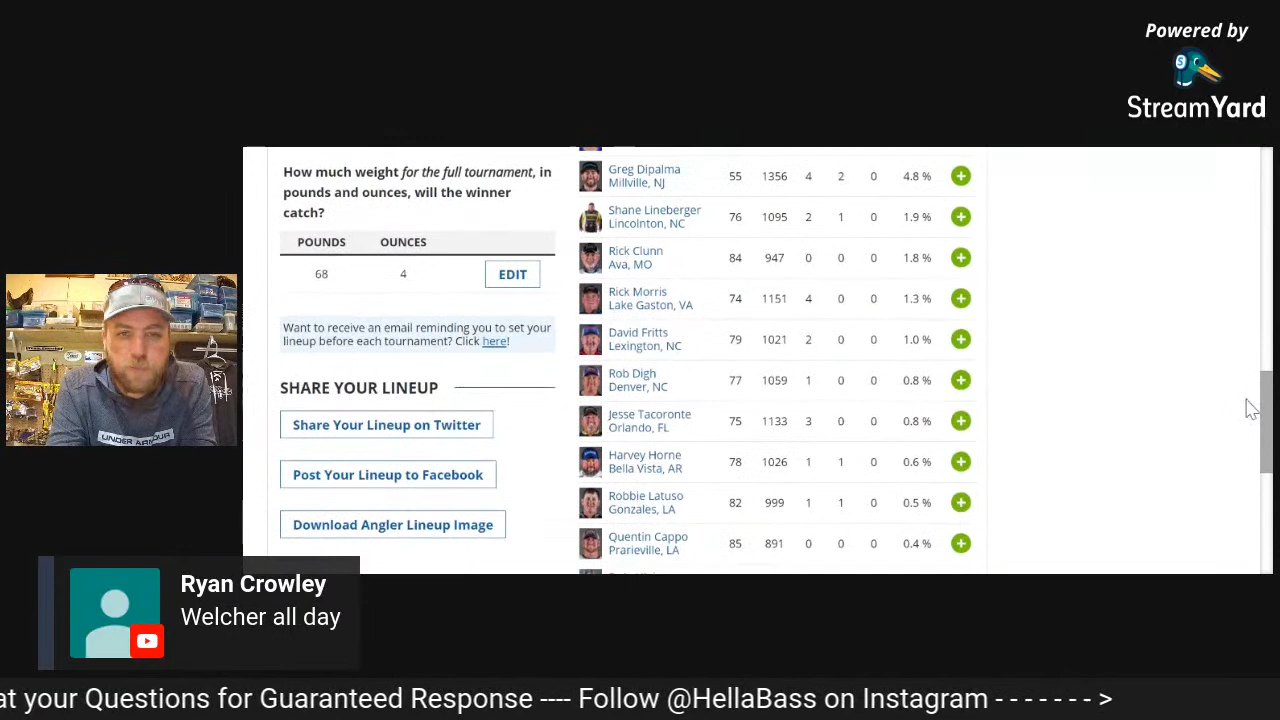 Powered by
StreamYard
How much weight for the full tournament, in
pounds and ounces, will the winner
catch?
POUNDS OUNCES
68 4 EDIT
Want to receive an email reminding you to set your
lineup before each tournament? Click here!
SHARE YOUR LINEUP
Share Your Lineup on Twitter
Post Your Lineup to Facebook
Download Angler Lineup Image
Greg Dipalma
Millville, NJ
55 1356 4 2 0 4.8 %
Shane Lineberger
Lincolnton, NC
76 1095 2 1 0 1.9 %
Rick Clunn
Ava, MO
84 947 0 0 0 1.8 %
Rick Morris
Lake Gaston, VA
74 1151 4 0 0 1.3 %
David Fritts
Lexington, NC
79 1021 2 0 0 1.0 %
Rob Digh
Denver, NC
77 1059 1 0 0 0.8 %
Jesse Tacoronte
Orlando, FL
75 1133 3 0 0 0.8 %
Harvey Horne
Bella Vista, AR
78 1026 1 1 0 0.6 %
Robbie Latuso
Gonzales, LA
82 999 1 1 0 0.5 %
Quentin Cappo
Prarieville, LA
85 891 0 0 0 0.4 %
UNDER ARMOUR
Ryan Crowley
Welcher all day
at your Questions for Guaranteed Response ---- Follow @HellaBass on Instagram - - - - - - - >